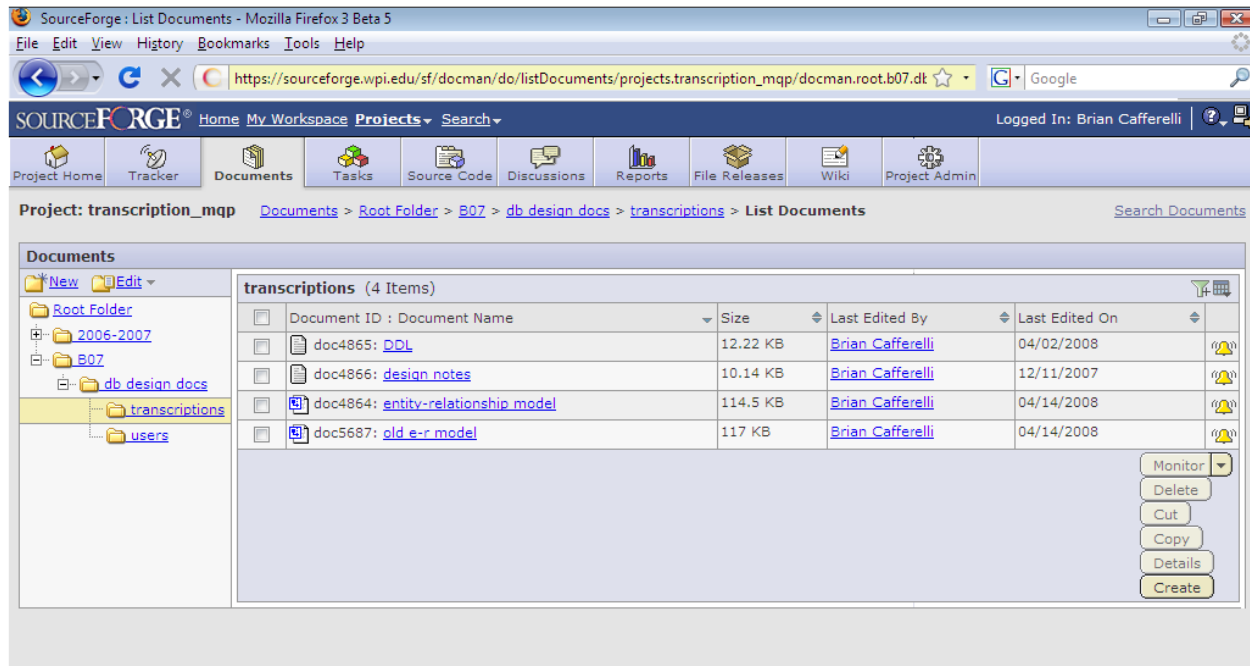 SourceForge : List Documents - Mozilla Firefox 3 Beta 5
File Edit View History Bookmarks Tools Help
https://sourceforge.wpi.edu/sf/docman/do/listDocuments/projects.transcription_mqp/docman.root.b07.db G Google
SOURCEFORGE® Home My Workspace Projects Search Logged In: Brian Cafferelli ?
Project Home Tracker Documents Tasks Source Code Discussions Reports File Releases Wiki Project Admin
Project: transcription_mqp Documents > Root Folder > B07 > db design docs > transcriptions > List Documents Search Documents
Documents
New Edit
transcriptions (4 Items)
Root Folder
2006-2007
B07
db design docs
transcriptions
users
Document ID : Document Name Size Last Edited By Last Edited On
doc4865: DDL 12.22 KB Brian Cafferelli 04/02/2008
doc4866: design notes 10.14 KB Brian Cafferelli 12/11/2007
doc4864: entity-relationship model 114.5 KB Brian Cafferelli 04/14/2008
doc5687: old e-r model 117 KB Brian Cafferelli 04/14/2008
Monitor
Delete
Cut
Copy
Details
Create